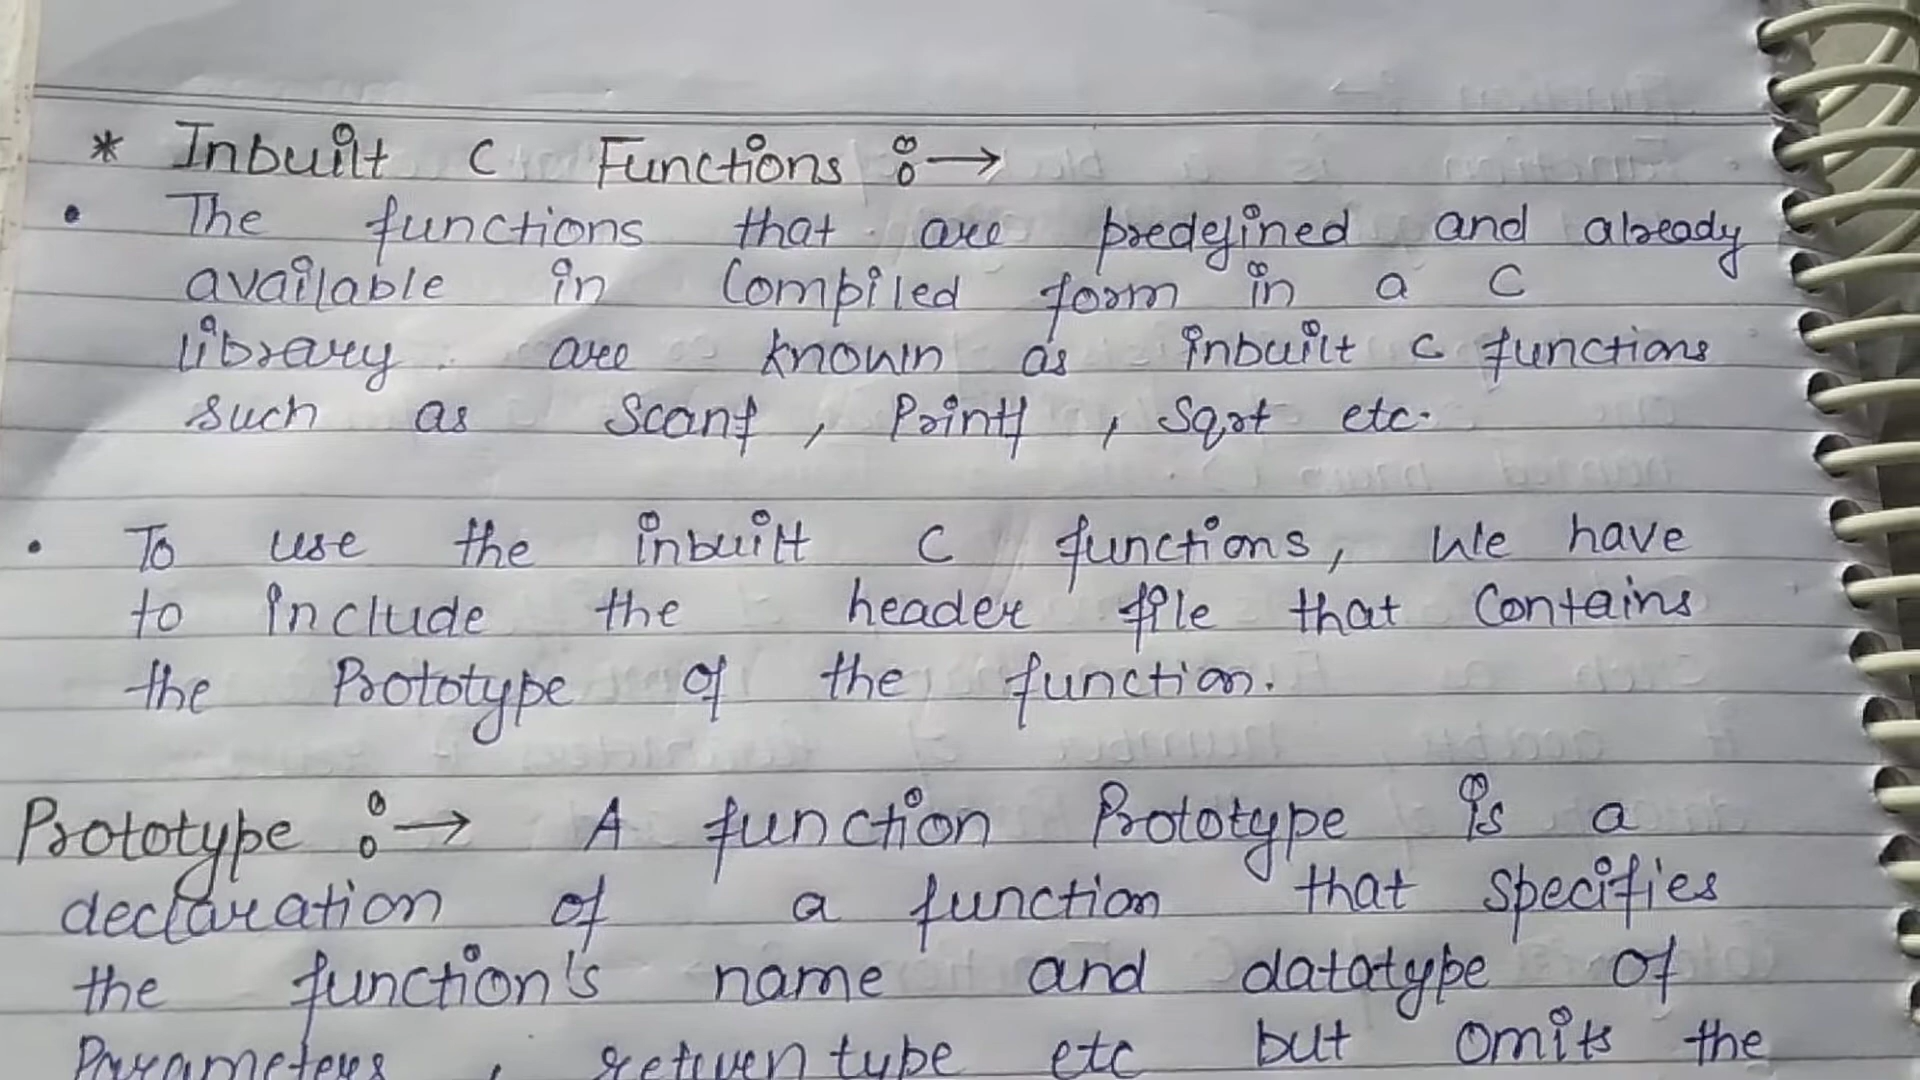 * Inbuilt C Functions :→
• The functions that are predefined and already
available in Compiled form in a C
library are known as inbuilt C functions
such as Scanf , Printf , Sqrt etc.
• To use the inbuilt C functions, We have
to include the header file that Contains
the Prototype of the function.
Prototype :→ A function Prototype is a
declaration of a function that specifies
the function's name and datatype of
Parameters , return type etc but omits the